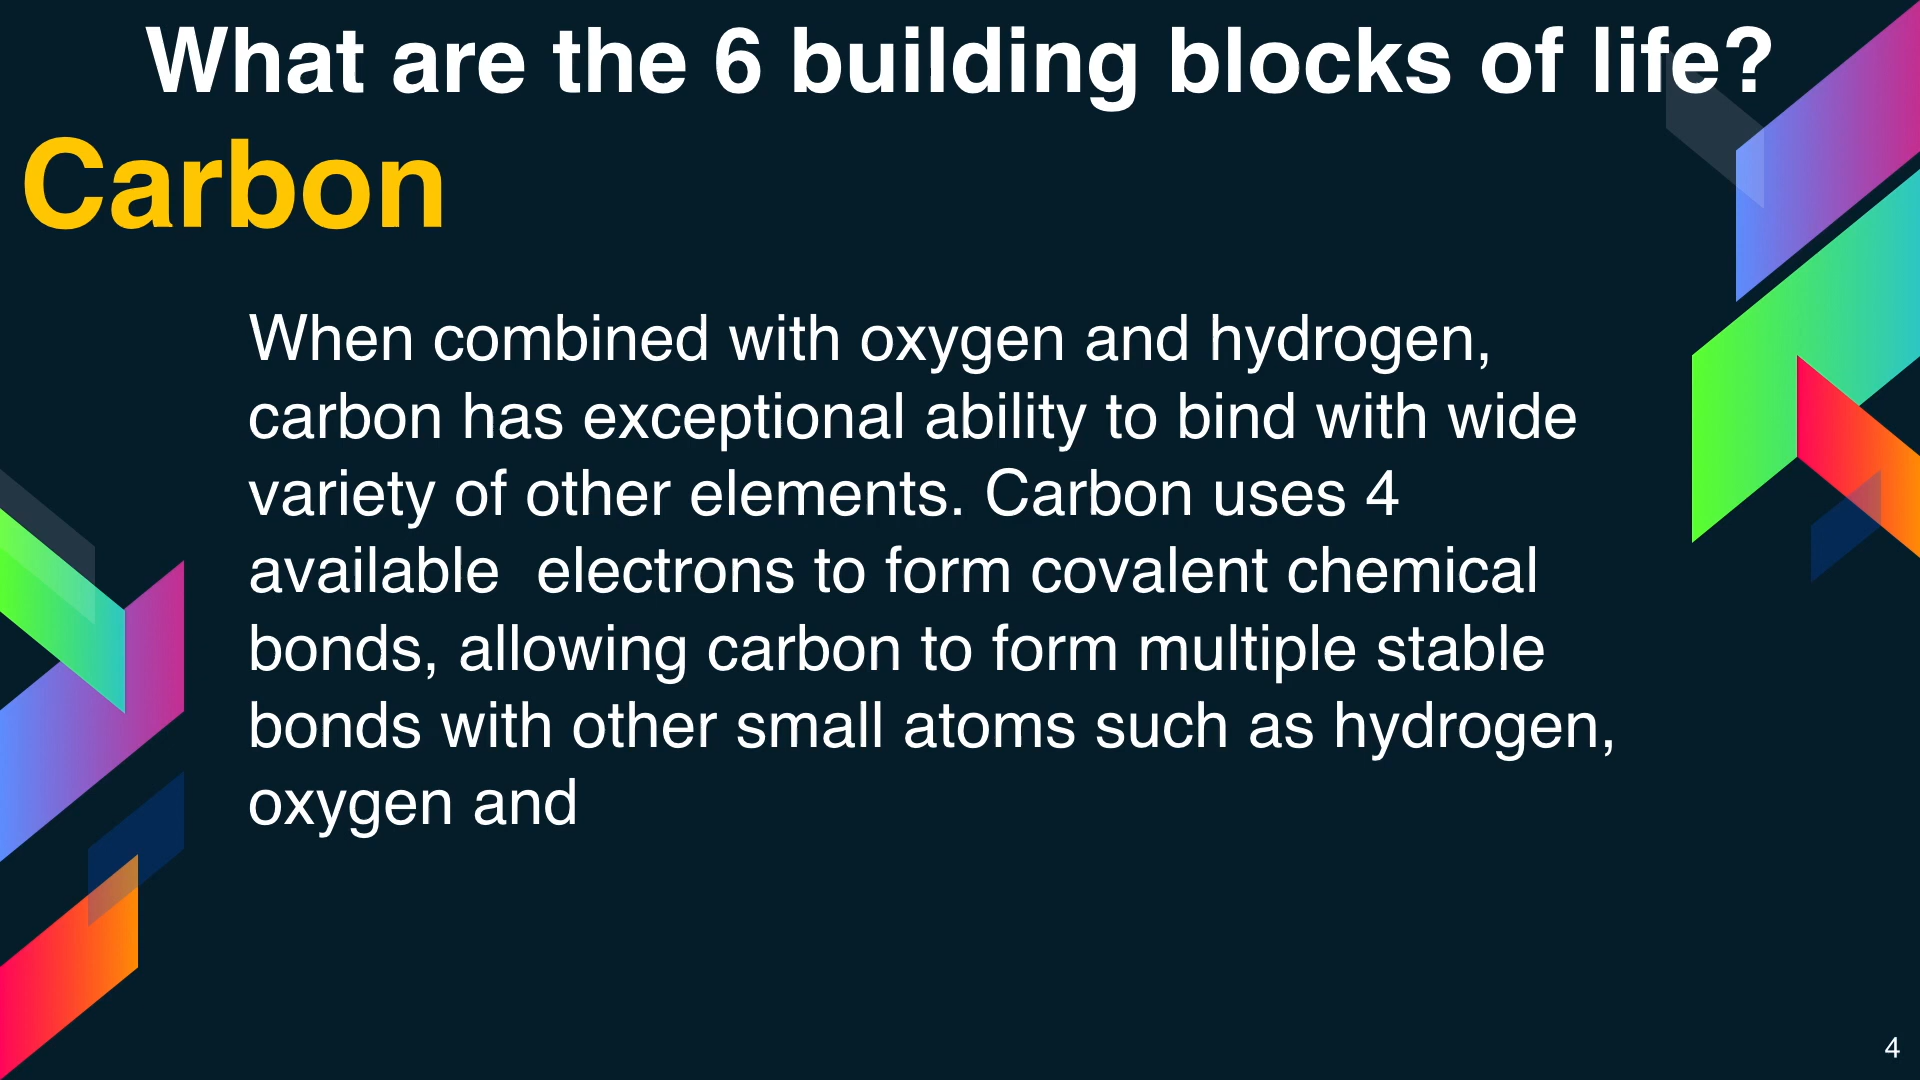 What are the 6 building blocks of life?
Carbon
When combined with oxygen and hydrogen,
carbon has exceptional ability to bind with wide
variety of other elements. Carbon uses 4
available  electrons to form covalent chemical
bonds, allowing carbon to form multiple stable
bonds with other small atoms such as hydrogen,
oxygen and
4